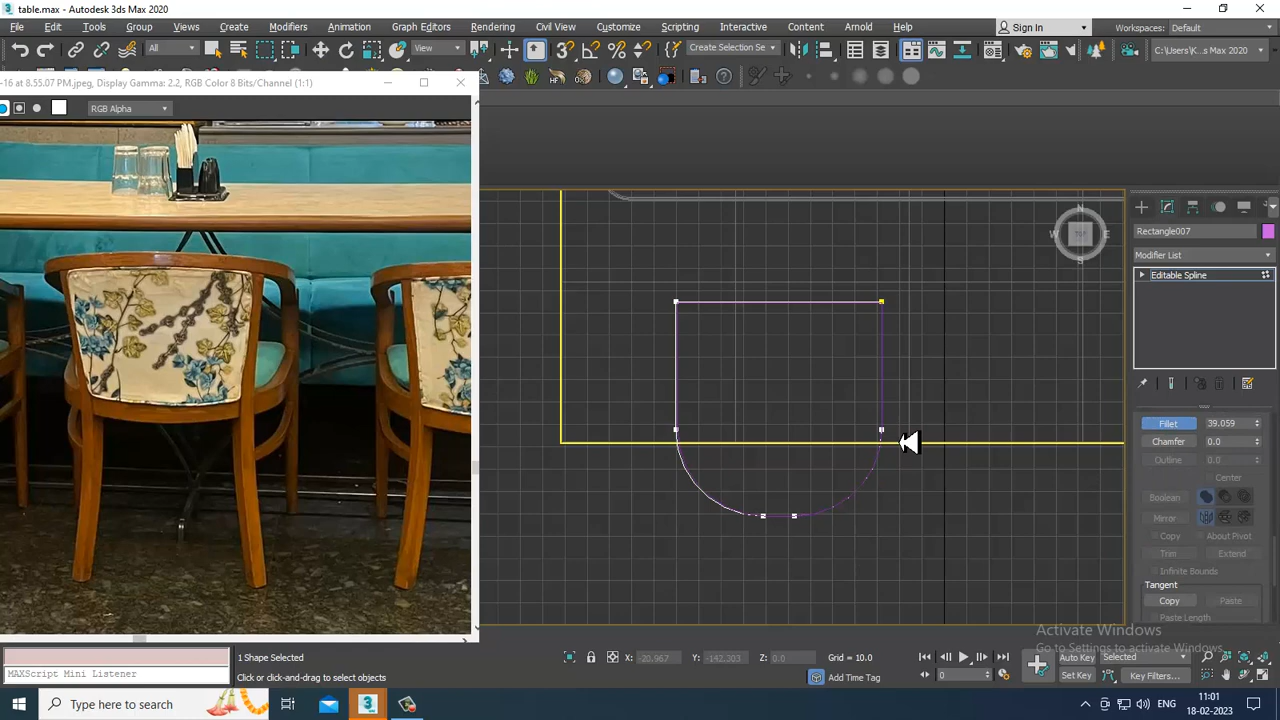 table.max - Autodesk 3ds Max 2020
File Edit Tools Group Views Create Modifiers Animation Graph Editors Rendering Civil View Customize Scripting Interactive Content Arnold Help Sign In Workspaces: Default
All View Create Selection Se C:\Users\K...s Max 2020
-16 at 8.55.07 PM.jpeg, Display Gamma: 2.2, RGB Color 8 Bits/Channel (1:1)
RGB Alpha
N
W TOP E
S
Rectangle007
Modifier List
Editable Spline
Fillet 39.059
Chamfer 0.0
Outline 0.0
Center
Boolean
Mirror
Copy About Pivot
Trim Extend
Infinite Bounds
Tangent
Copy Paste
Paste Length
Activate Windows
Go to Settings to activate Windows.
1 Shape Selected X: -20.967 Y: -142.303 Z: 0.0 Grid = 10.0 Auto Key Selected
MAXScript Mini Listener Click or click-and-drag to select objects Add Time Tag 0 Set Key Key Filters...
Type here to search 3 11:01
18-02-2023